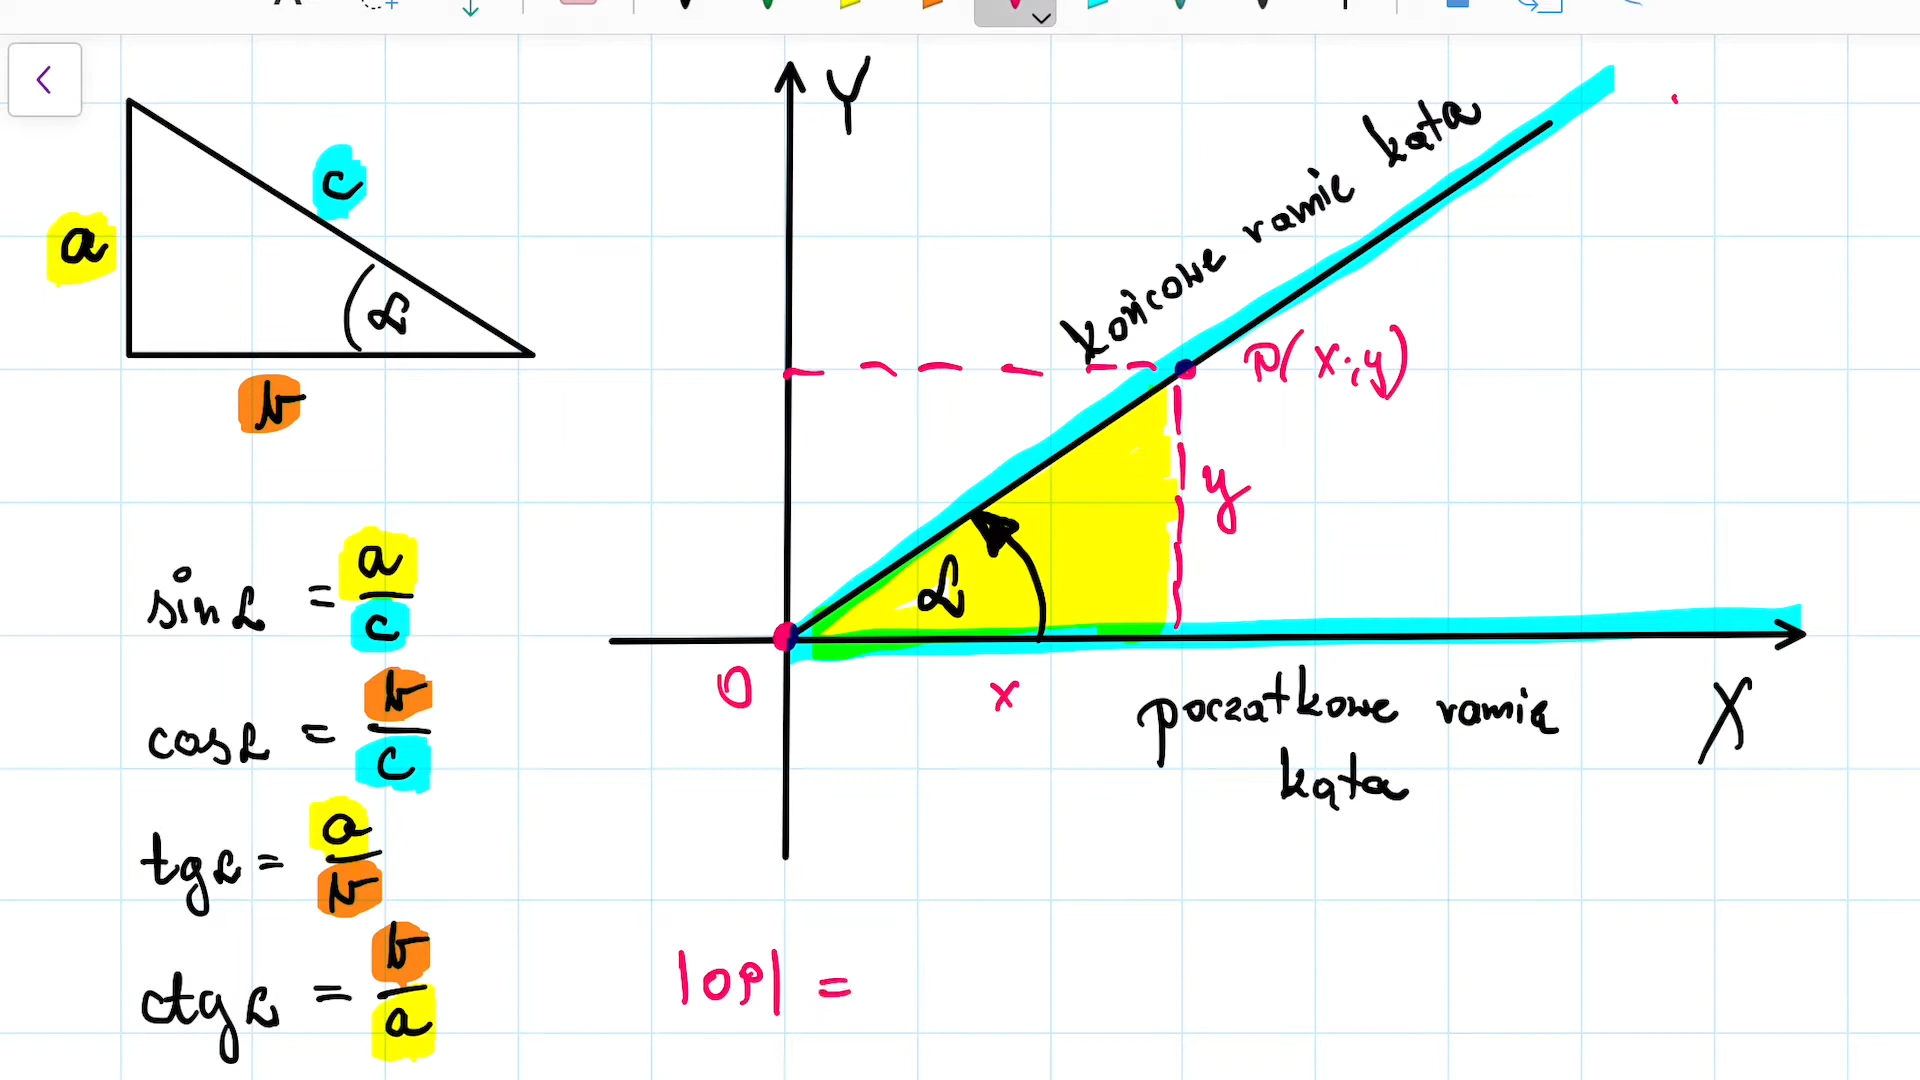 Y
a
c
α
b
końcowe ramię kąta
P(x;y)
y
α
0
x
początkowe ramię
kąta
X
sin α = a/c
cos α = b/c
tg α = a/b
ctg α = b/a
|OP| =